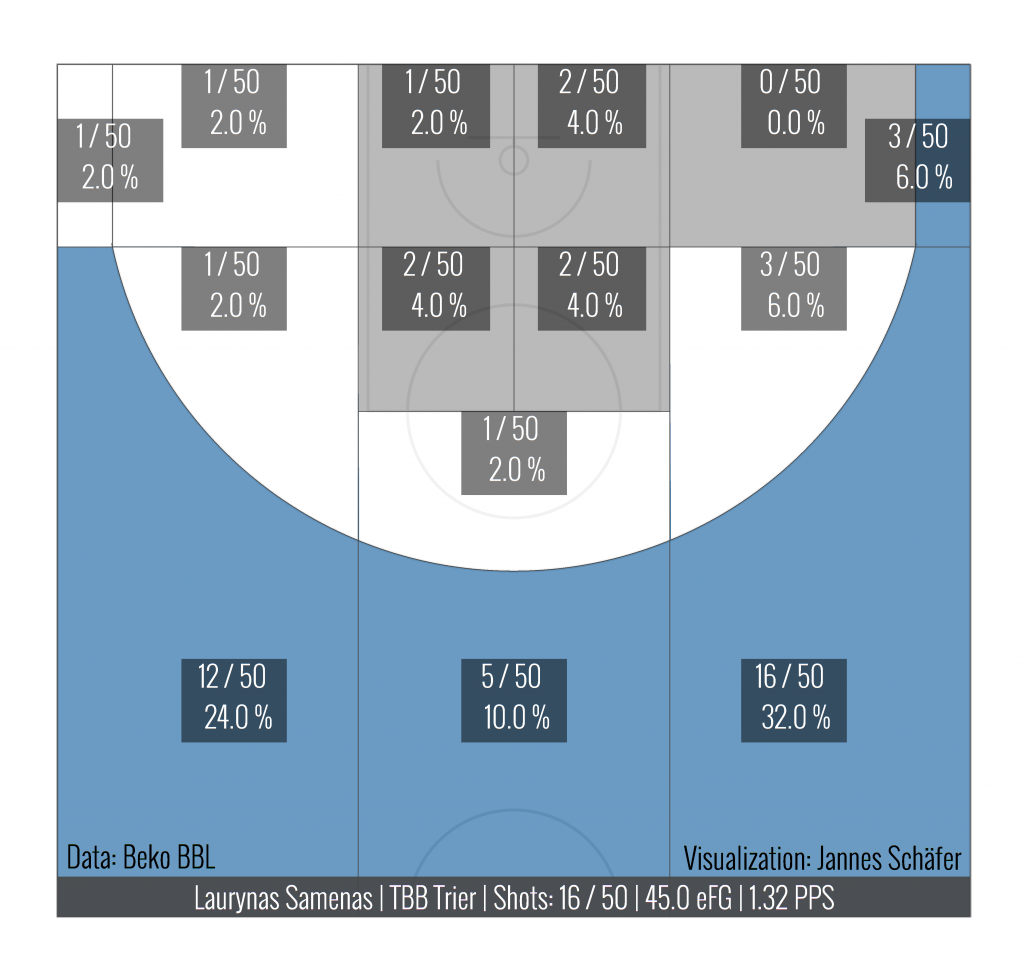 1 / 50
2.0 %
1 / 50
2.0 %
2 / 50
4.0 %
0 / 50
0.0 %
1 / 50
2.0 %
3 / 50
6.0 %
1 / 50
2.0 %
2 / 50
4.0 %
2 / 50
4.0 %
3 / 50
6.0 %
1 / 50
2.0 %
12 / 50
24.0 %
5 / 50
10.0 %
16 / 50
32.0 %
Data: Beko BBL
Visualization: Jannes Schäfer
Laurynas Samenas | TBB Trier | Shots: 16 / 50 | 45.0 eFG | 1.32 PPS